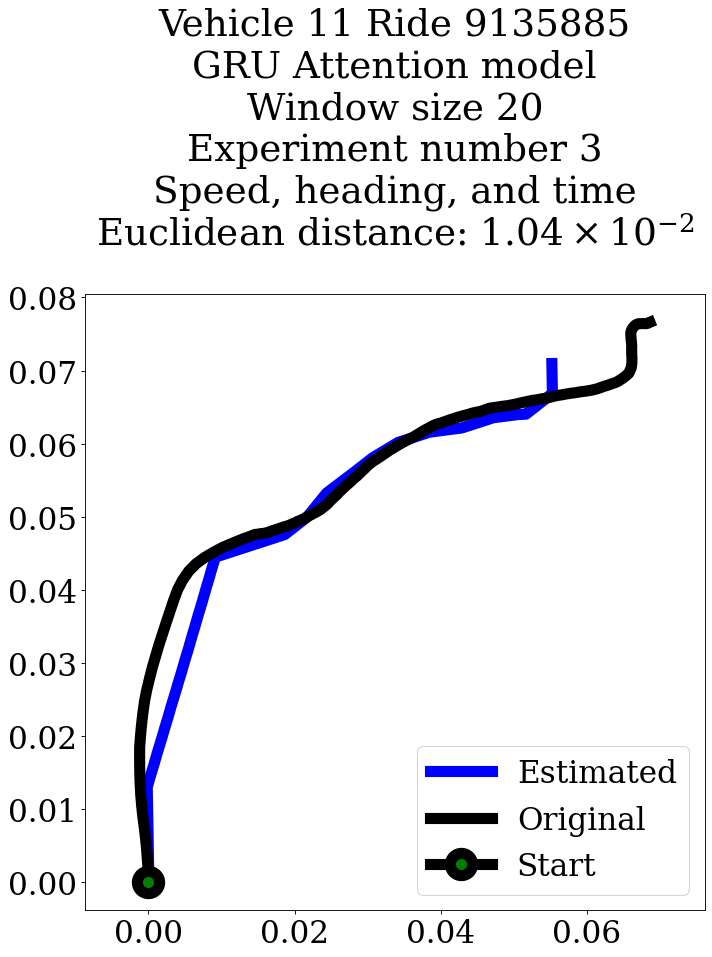 Vehicle 11 Ride 9135885
GRU Attention model
Window size 20
Experiment number 3
Speed, heading, and time
Euclidean distance: 1.04 × 10⁻²
0.08
0.07
0.06
0.05
0.04
0.03
0.02
0.01
0.00
Estimated
Original
Start
0.00 0.02 0.04 0.06